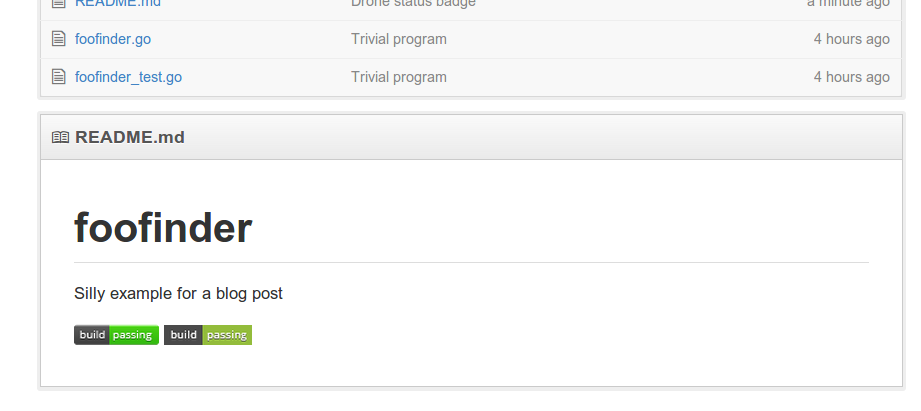 README.md Drone status badge a minute ago
foofinder.go Trivial program 4 hours ago
foofinder_test.go Trivial program 4 hours ago
README.md
foofinder
Silly example for a blog post
build passing build passing